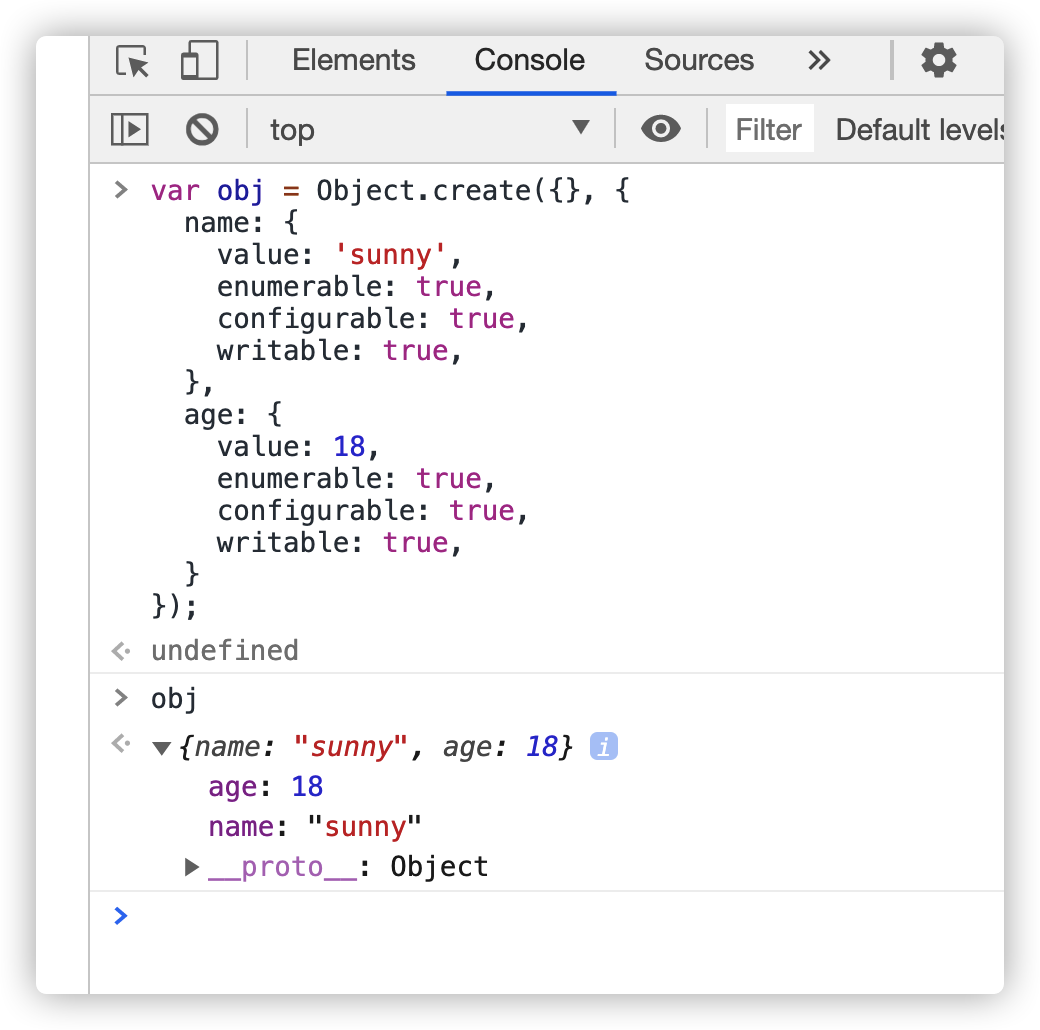 Elements Console Sources
top Filter Default levels
> var obj = Object.create({}, {
name: {
value: 'sunny',
enumerable: true,
configurable: true,
writable: true,
},
age: {
value: 18,
enumerable: true,
configurable: true,
writable: true,
}
});
undefined
> obj
{name: "sunny", age: 18} i
age: 18
name: "sunny"
__proto__: Object
>